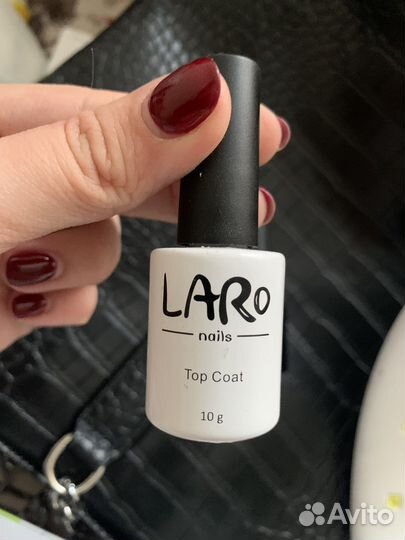 LARO
nails
Top Coat
10 g
Avito